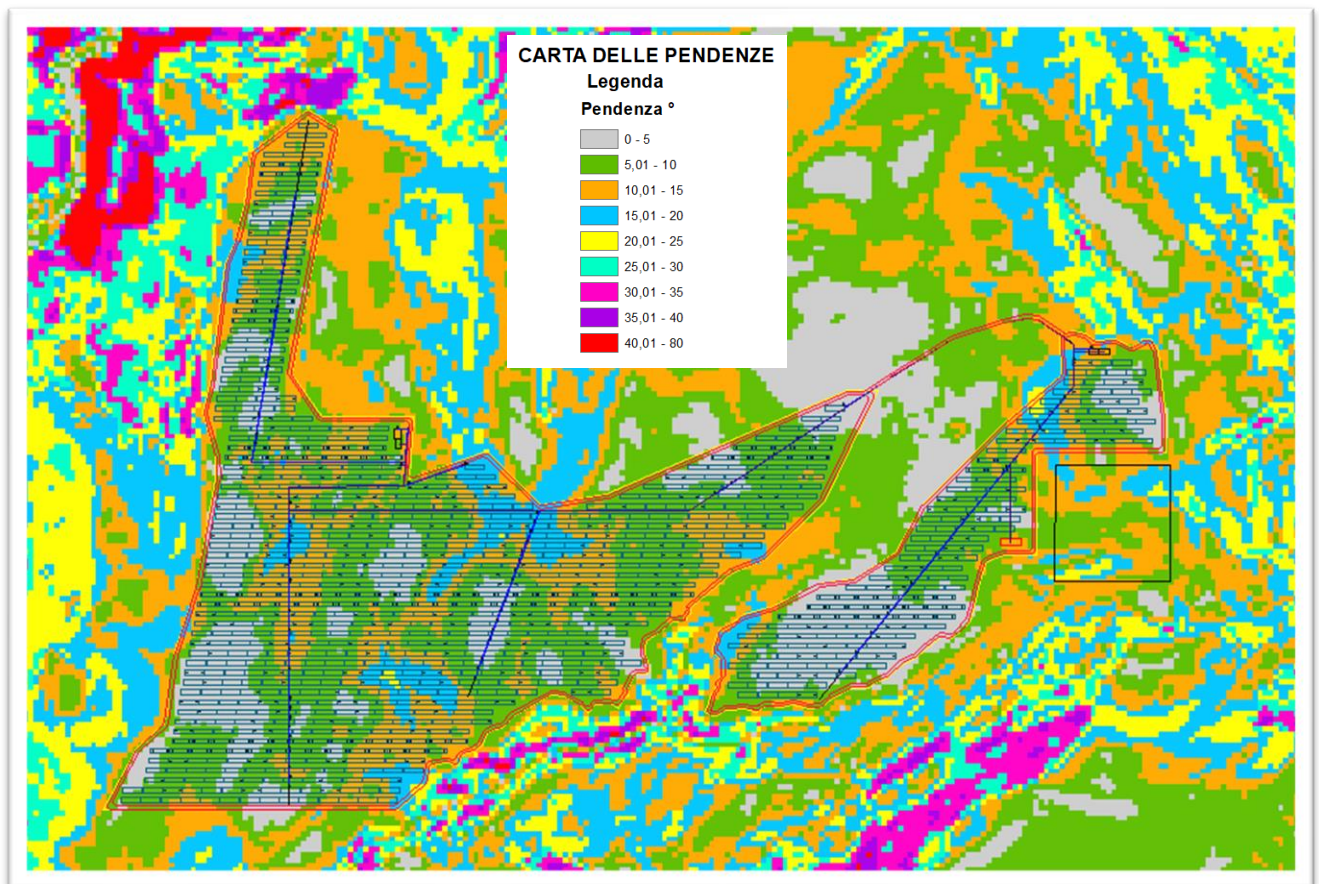 CARTA DELLE PENDENZE
Legenda
Pendenza °
0 - 5
5,01 - 10
10,01 - 15
15,01 - 20
20,01 - 25
25,01 - 30
30,01 - 35
35,01 - 40
40,01 - 80